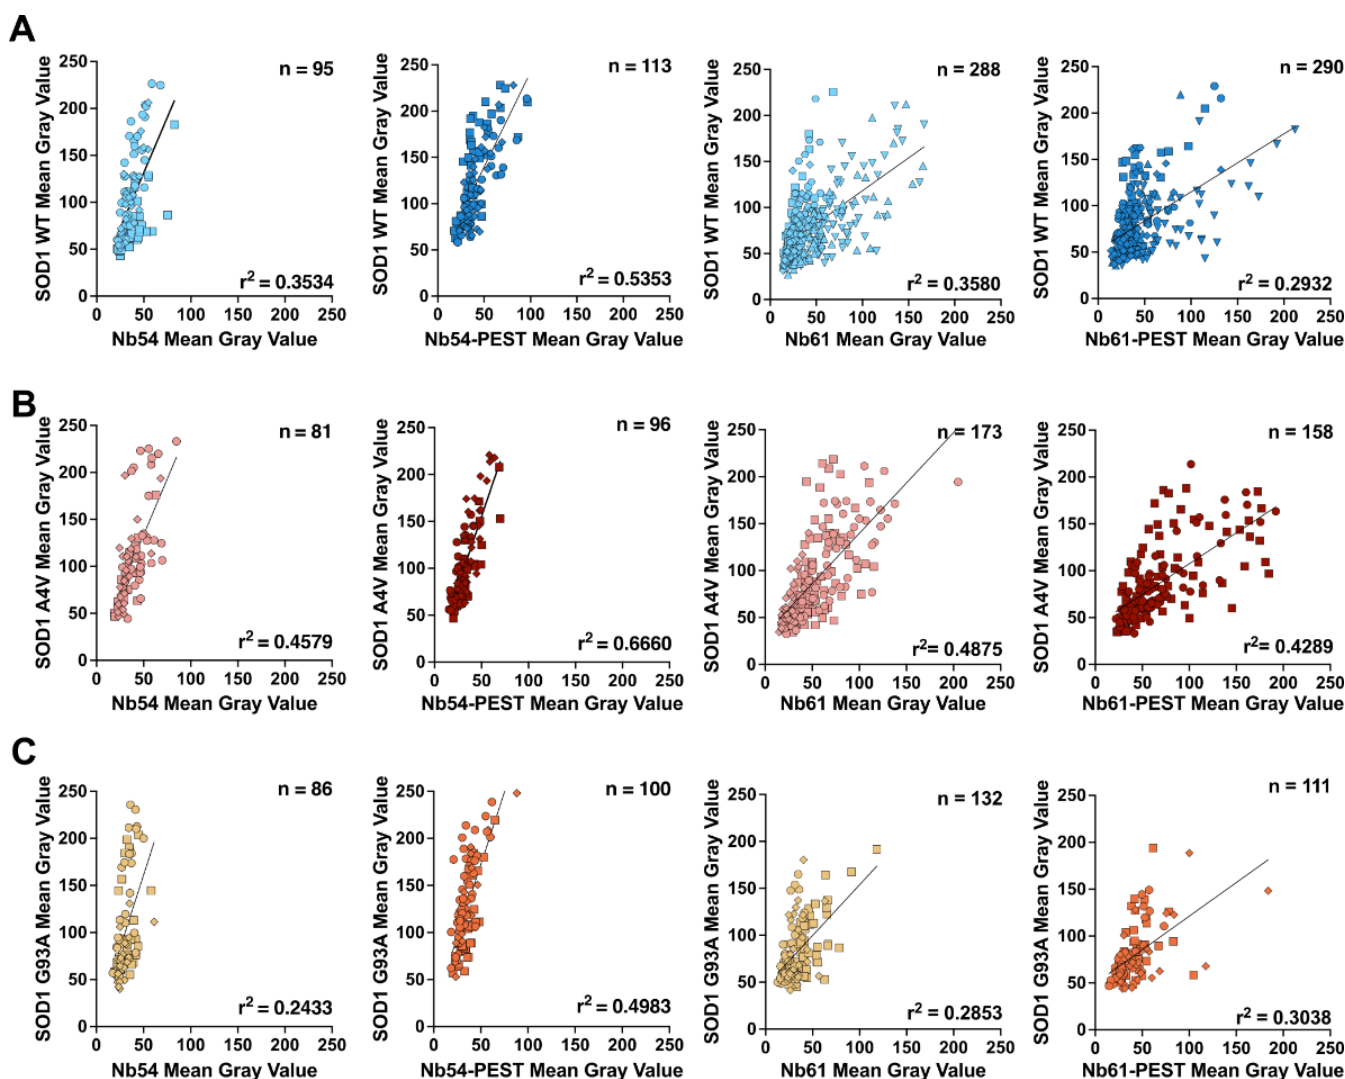 A
SOD1 WT Mean Gray Value
250
200
150
100
50
0
n = 95
r2 = 0.3534
0 50 100 150 200 250
Nb54 Mean Gray Value
SOD1 WT Mean Gray Value
250
200
150
100
50
0
n = 113
r2 = 0.5353
0 50 100 150 200 250
Nb54-PEST Mean Gray Value
SOD1 WT Mean Gray Value
250
200
150
100
50
0
n = 288
r2 = 0.3580
0 50 100 150 200 250
Nb61 Mean Gray Value
SOD1 WT Mean Gray Value
250
200
150
100
50
0
n = 290
r2 = 0.2932
0 50 100 150 200 250
Nb61-PEST Mean Gray Value
B
SOD1 A4V Mean Gray Value
250
200
150
100
50
0
n = 81
r2 = 0.4579
0 50 100 150 200 250
Nb54 Mean Gray Value
SOD1 A4V Mean Gray Value
250
200
150
100
50
0
n = 96
r2 = 0.6660
0 50 100 150 200 250
Nb54-PEST Mean Gray Value
SOD1 A4V Mean Gray Value
250
200
150
100
50
0
n = 173
r2= 0.4875
0 50 100 150 200 250
Nb61 Mean Gray Value
SOD1 A4V Mean Gray Value
250
200
150
100
50
0
n = 158
r2= 0.4289
0 50 100 150 200 250
Nb61-PEST Mean Gray Value
C
SOD1 G93A Mean Gray Value
250
200
150
100
50
0
n = 86
r2 = 0.2433
0 50 100 150 200 250
Nb54 Mean Gray Value
SOD1 G93A Mean Gray Value
250
200
150
100
50
0
n = 100
r2 = 0.4983
0 50 100 150 200 250
Nb54-PEST Mean Gray Value
SOD1 G93A Mean Gray Value
250
200
150
100
50
0
n = 132
r2 = 0.2853
0 50 100 150 200 250
Nb61 Mean Gray Value
SOD1 G93A Mean Gray Value
250
200
150
100
50
0
n = 111
r2 = 0.3038
0 50 100 150 200 250
Nb61-PEST Mean Gray Value